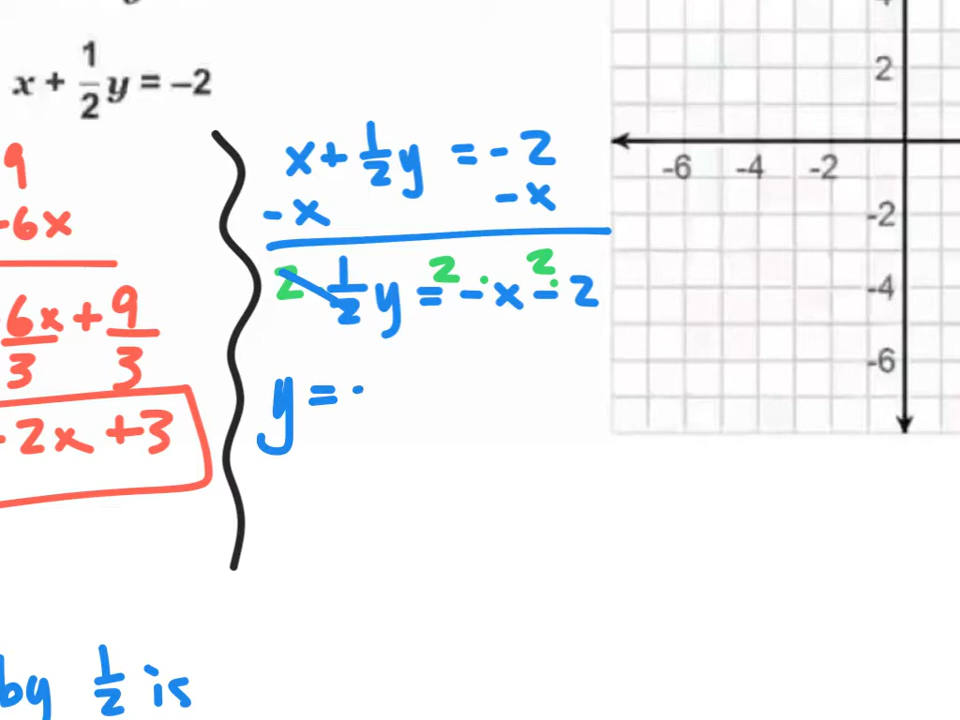 x + 1/2 y = -2
9
-6x
6x/3 + 9/3
-2x +3
x + 1/2 y = -2
-x -x
2 1/2 y = 2 · -x 2 · - 2
y = -
by 1/2 is
4
2
-6 -4 -2
-2
-4
-6